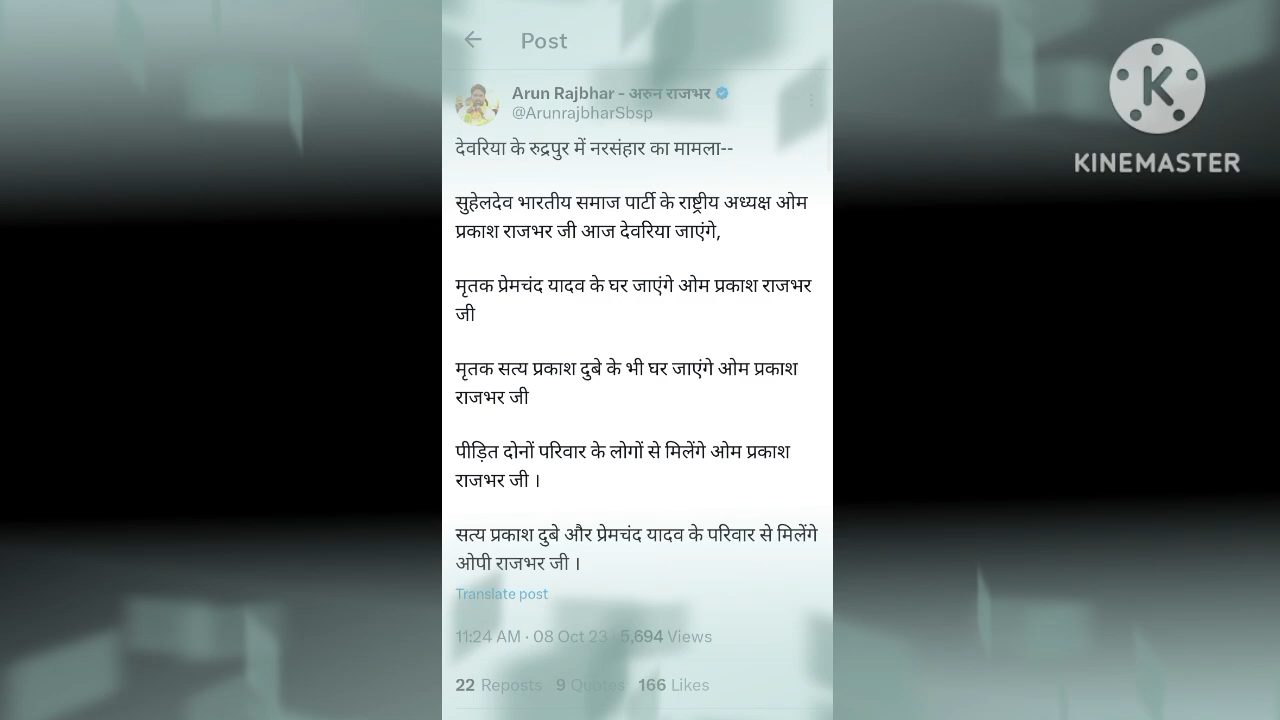 Post
Arun Rajbhar - अरुन राजभर
@ArunrajbharSbsp
देवरिया के रुद्रपुर में नरसंहार का मामला--
सुहेलदेव भारतीय समाज पार्टी के राष्ट्रीय अध्यक्ष ओम
प्रकाश राजभर जी आज देवरिया जाएंगे,
मृतक प्रेमचंद यादव के घर जाएंगे ओम प्रकाश राजभर
जी
मृतक सत्य प्रकाश दुबे के भी घर जाएंगे ओम प्रकाश
राजभर जी
पीड़ित दोनों परिवार के लोगों से मिलेंगे ओम प्रकाश
राजभर जी ।
सत्य प्रकाश दुबे और प्रेमचंद यादव के परिवार से मिलेंगे
ओपी राजभर जी ।
Translate post
11:24 AM · 08 Oct 23 · 5,694 Views
22 Reposts 9 Quotes 166 Likes
K
KINEMASTER